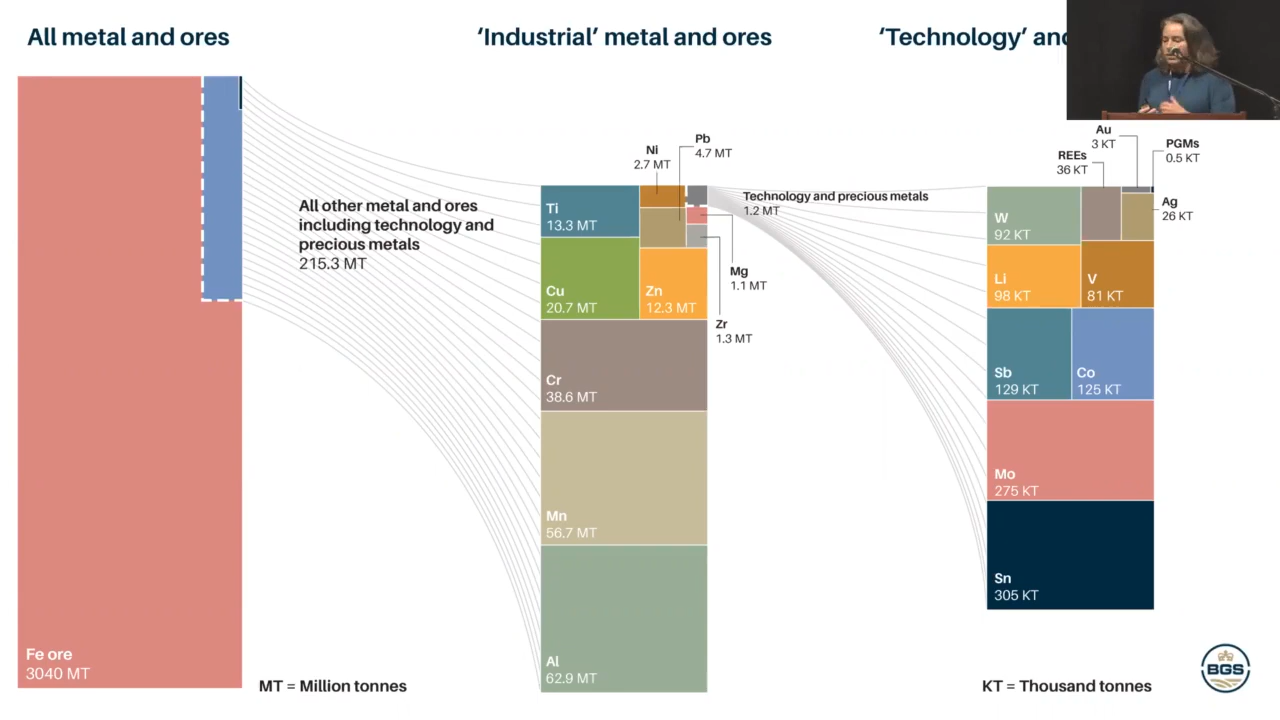 All metal and ores
'Industrial' metal and ores
'Technology' and
Fe ore
3040 MT
All other metal and ores
including technology and
precious metals
215.3 MT
MT = Million tonnes
Ni
2.7 MT
Pb
4.7 MT
Ti
13.3 MT
Cu
20.7 MT
Zn
12.3 MT
Mg
1.1 MT
Zr
1.3 MT
Cr
38.6 MT
Mn
56.7 MT
Al
62.9 MT
Technology and precious metals
1.2 MT
Au
3 KT
REEs
36 KT
PGMs
0.5 KT
Ag
26 KT
W
92 KT
Li
98 KT
V
81 KT
Sb
129 KT
Co
125 KT
Mo
275 KT
Sn
305 KT
KT = Thousand tonnes
BGS